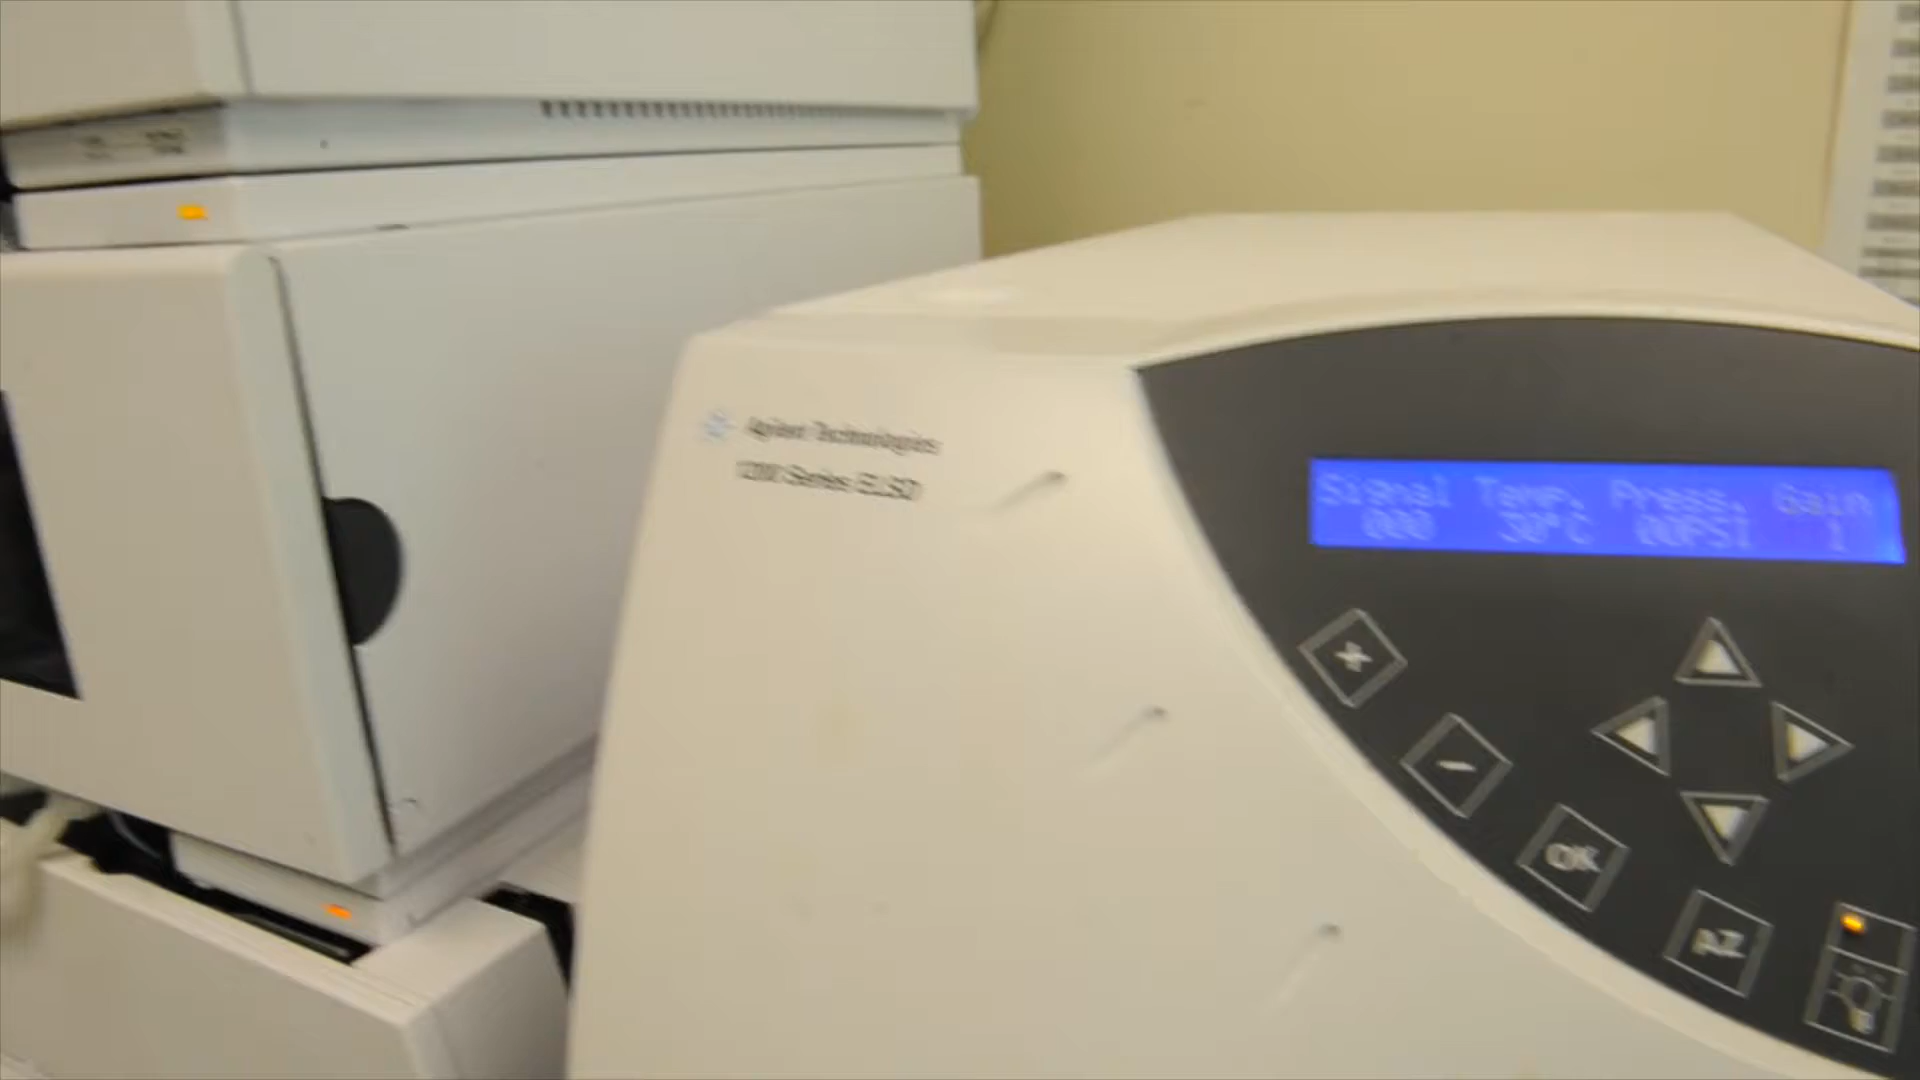 Agilent Technologies
1200 Series ELSD
Signal Temp. Press. Gain
000 30°C 00PSI 1
+
-
OK
AZ